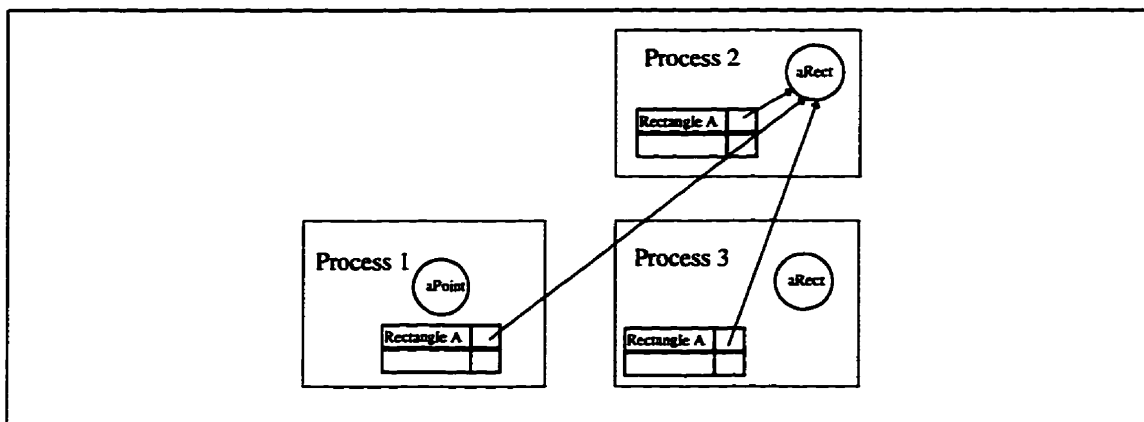 Process 2
aRect
Rectangle A
Process 1
aPoint
Rectangle A
Process 3
aRect
Rectangle A